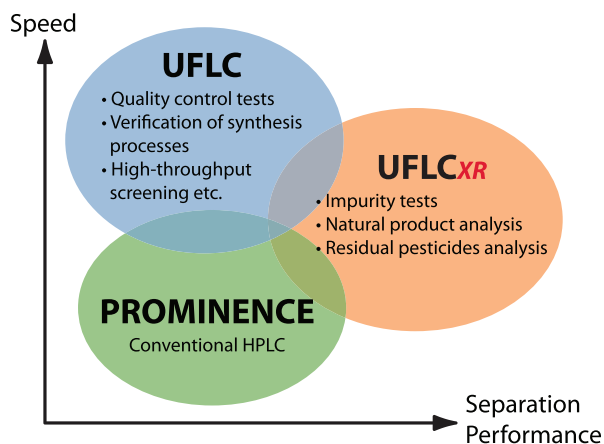 Speed
UFLC
• Quality control tests
• Verification of synthesis
processes
• High-throughput
screening etc.
UFLCXR
• Impurity tests
• Natural product analysis
• Residual pesticides analysis
PROMINENCE
Conventional HPLC
Separation
Performance